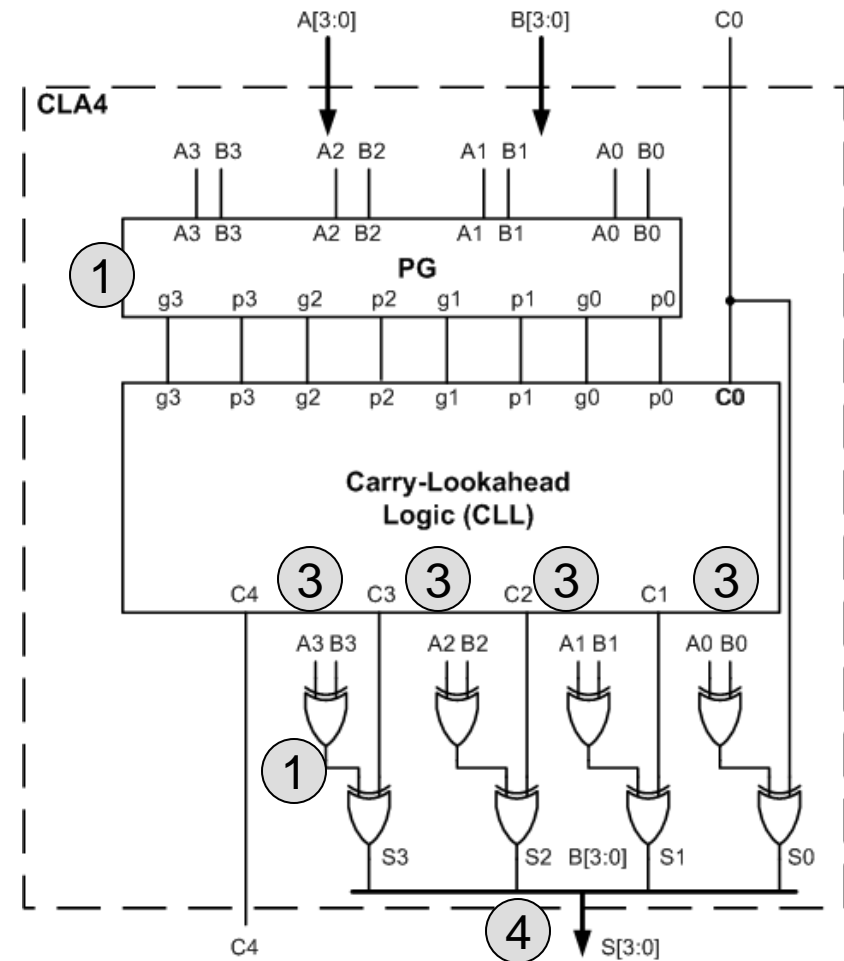 A[3:0] B[3:0] C0
CLA4
A3 B3 A2 B2 A1 B1 A0 B0
A3 B3 A2 B2 A1 B1 A0 B0
1 PG
g3 p3 g2 p2 g1 p1 g0 p0
g3 p3 g2 p2 g1 p1 g0 p0 C0
Carry-Lookahead
Logic (CLL)
3 3 3 3
C4 C3 C2 C1
A3 B3 A2 B2 A1 B1 A0 B0
1
S3 S2 B[3:0] S1 S0
4
C4 S[3:0]